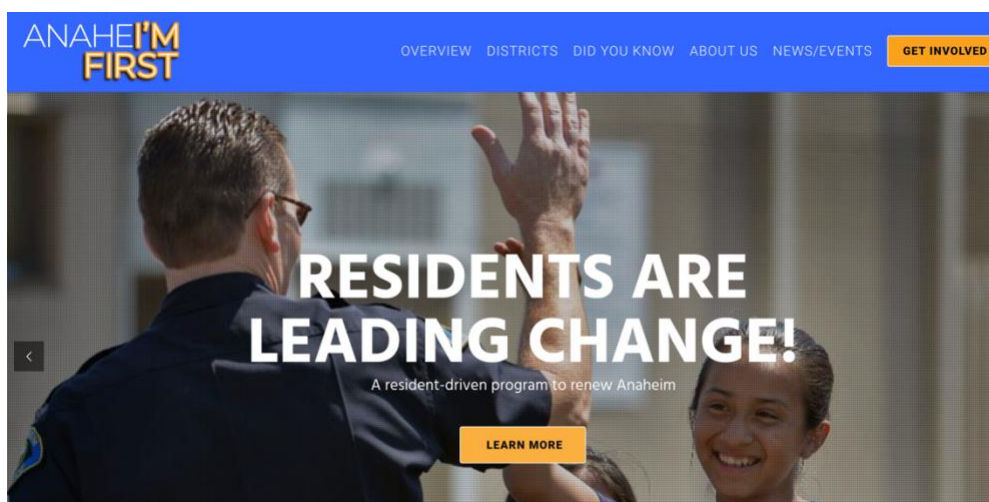 ANAHEI'M
FIRST
OVERVIEW DISTRICTS DID YOU KNOW ABOUT US NEWS/EVENTS GET INVOLVED
RESIDENTS ARE
LEADING CHANGE!
A resident-driven program to renew Anaheim
LEARN MORE